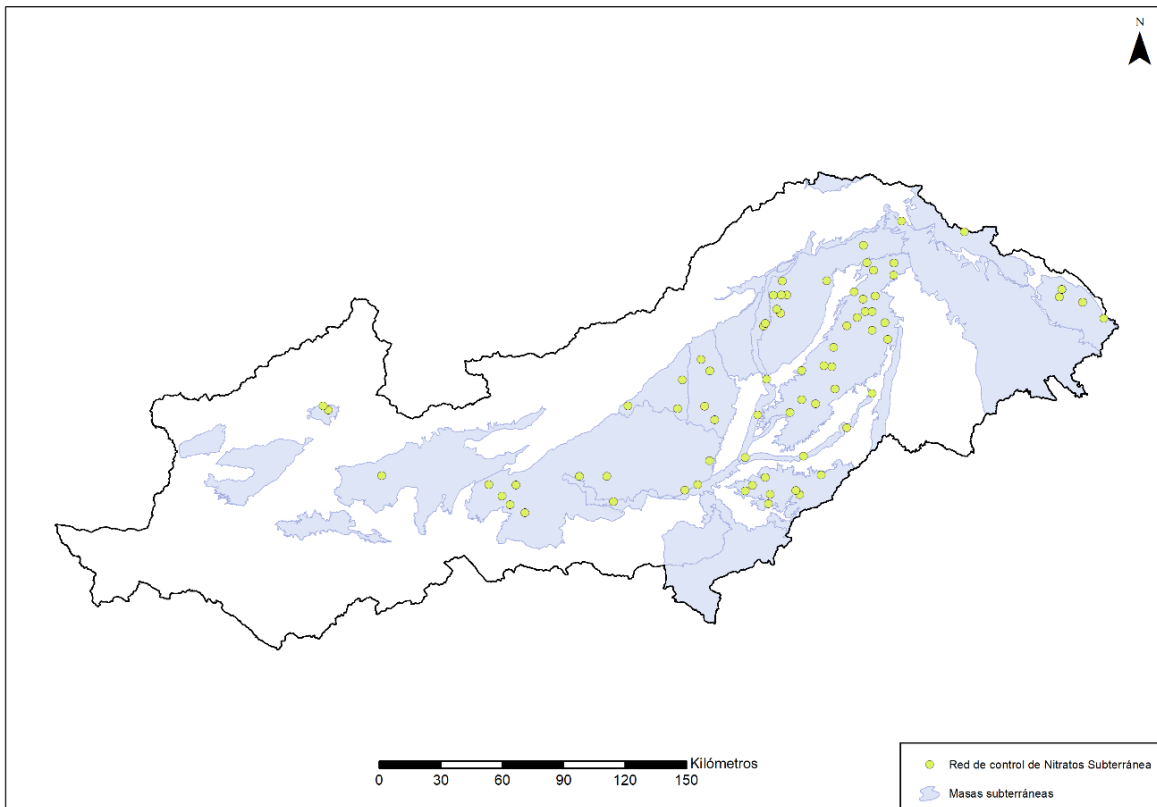 N
Kilómetros
0 30 60 90 120 150
Red de control de Nitratos Subterránea
Masas subterráneas